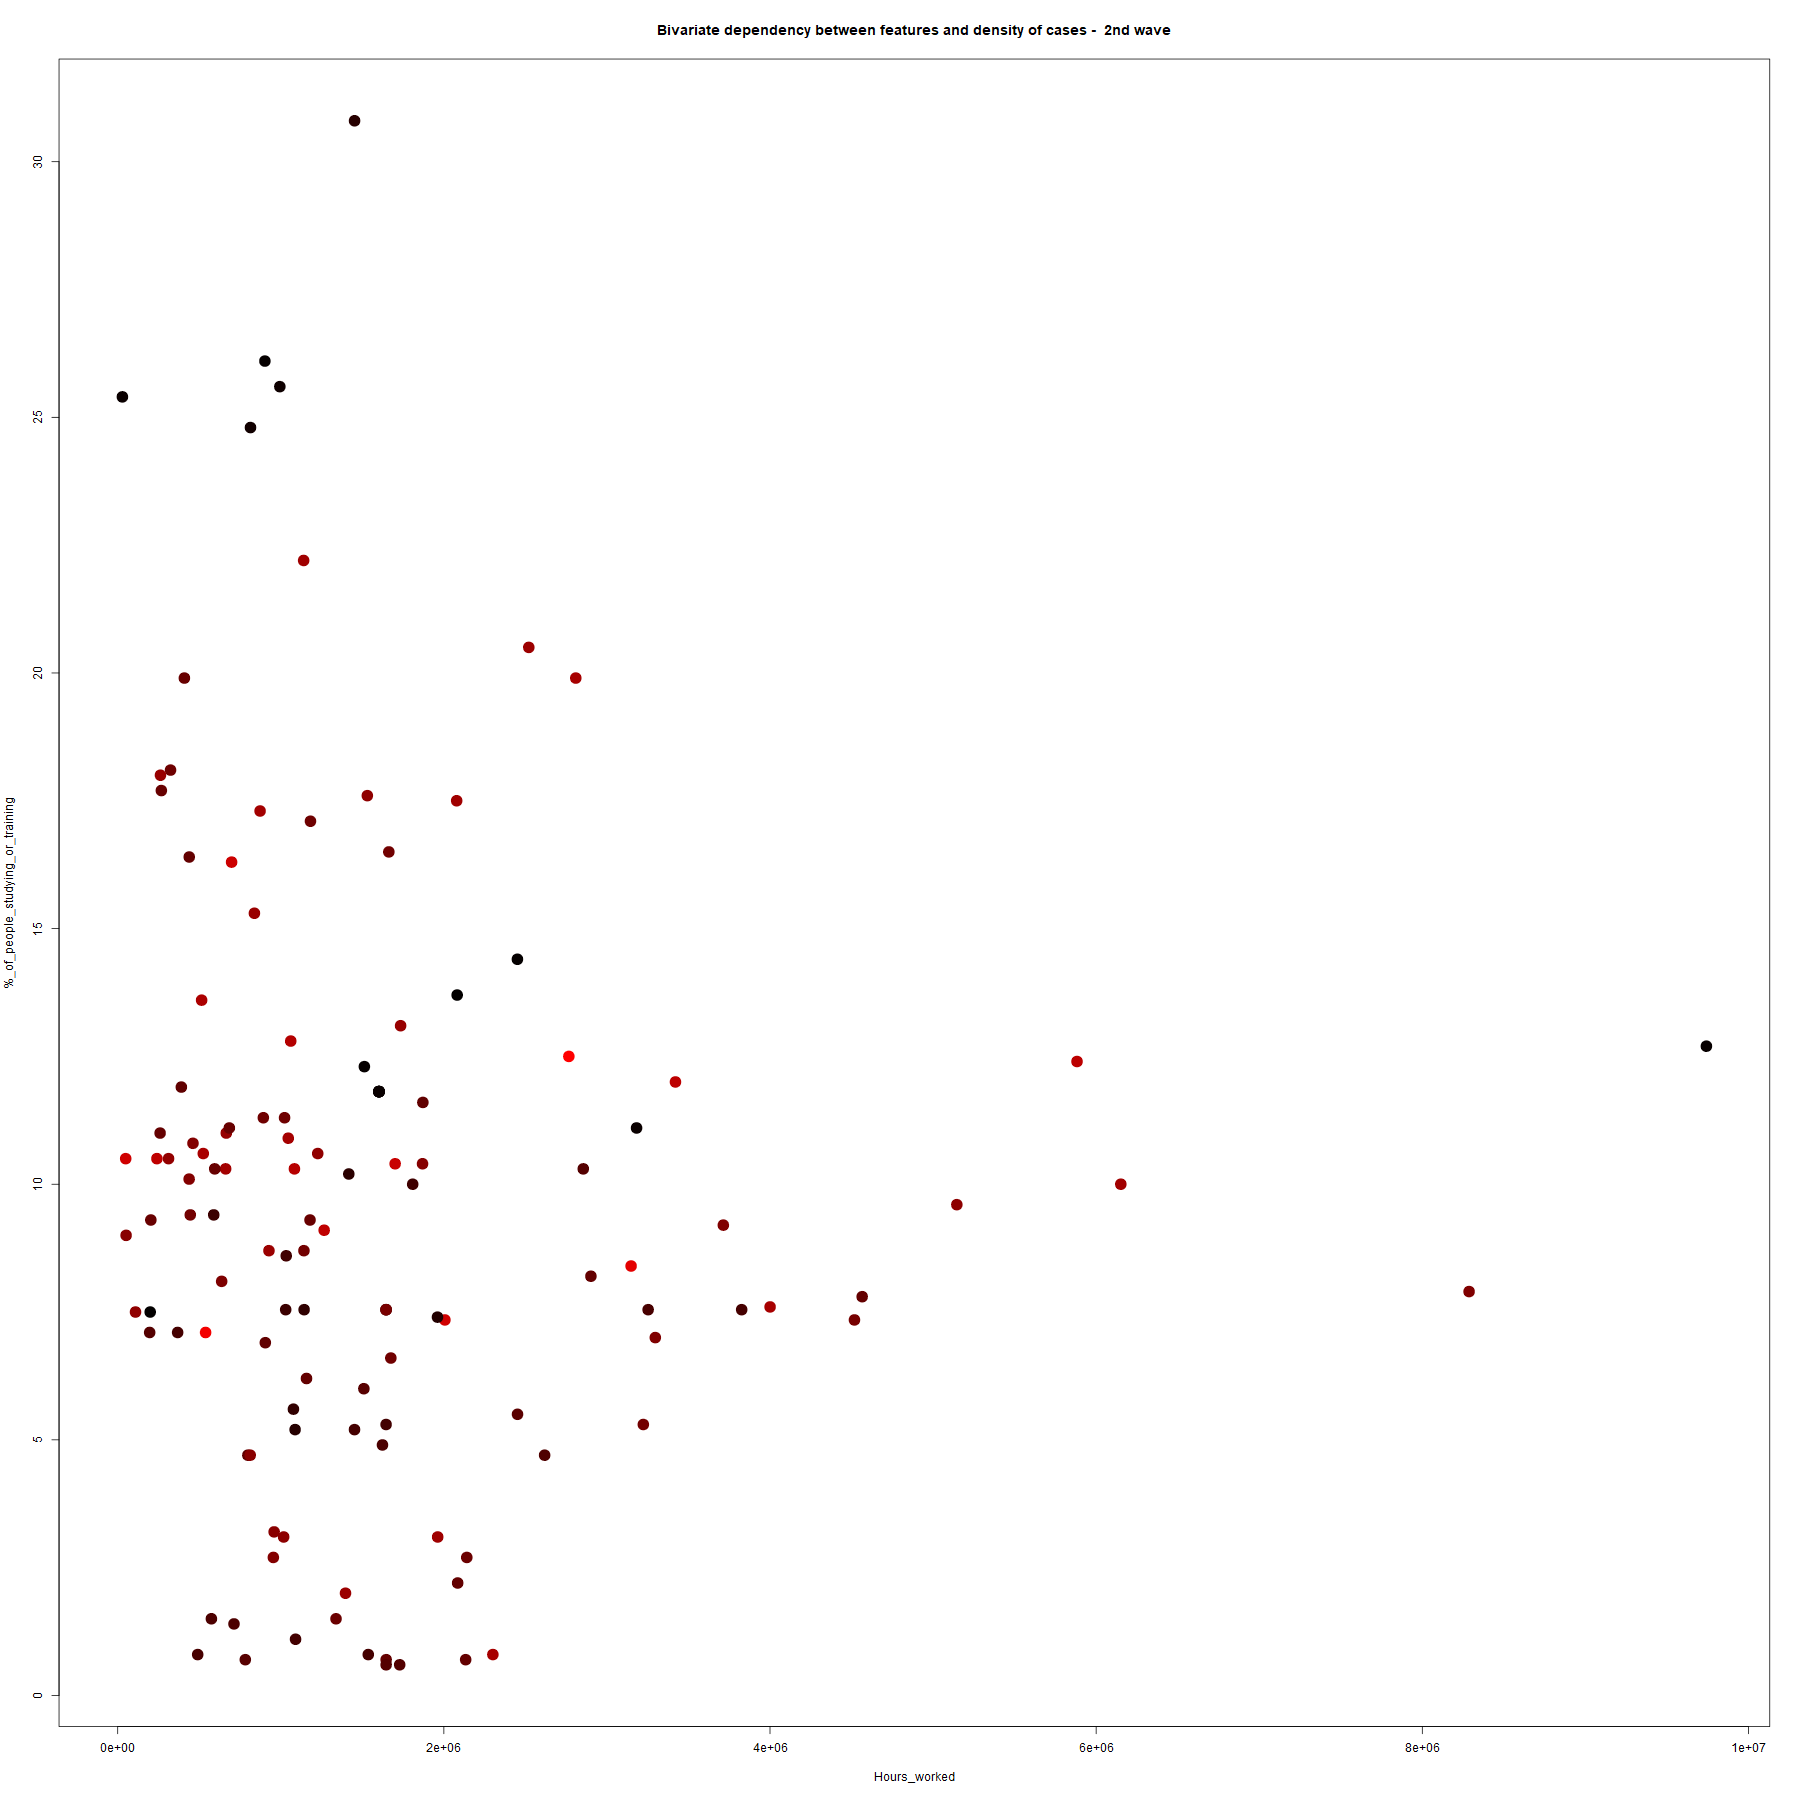 Bivariate dependency between features and density of cases -  2nd wave
30
25
20
15
10
5
0
%_of_people_studying_or_training
0e+00 2e+06 4e+06 6e+06 8e+06 1e+07
Hours_worked